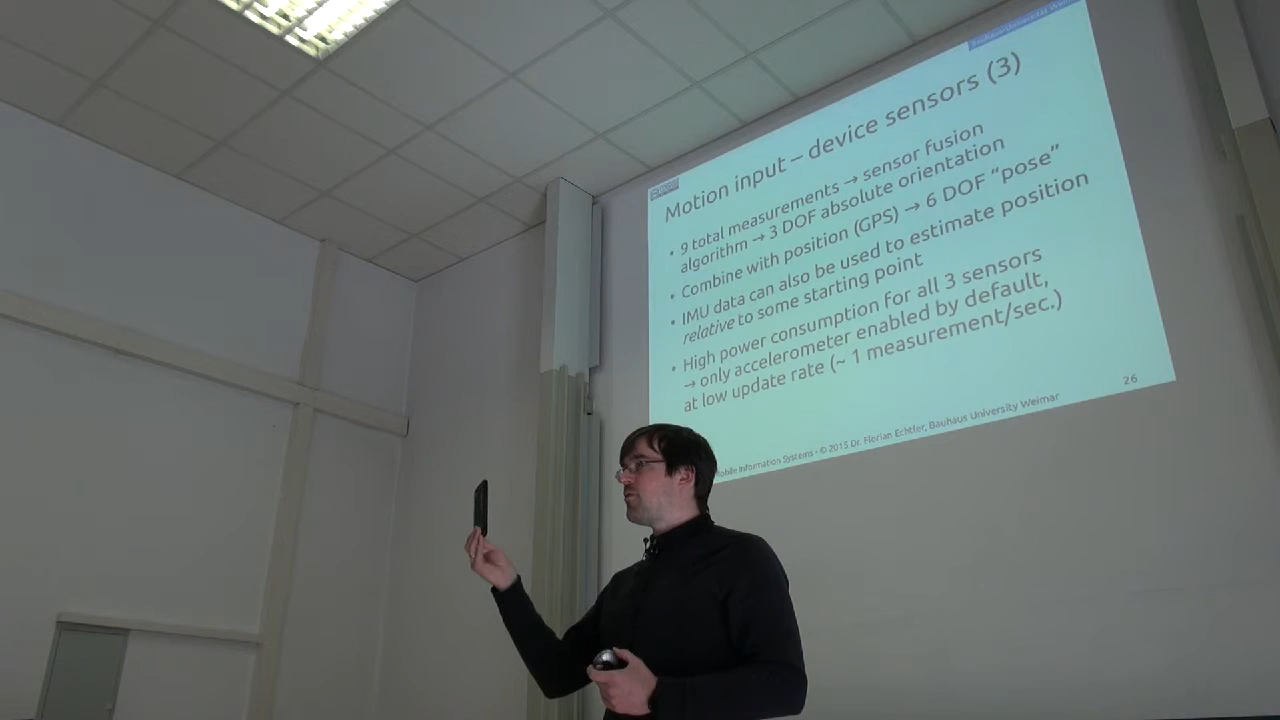 Bauhaus-Universität Weimar
Motion input – device sensors (3)
• 9 total measurements → sensor fusion
algorithm → 3 DOF absolute orientation
• Combine with position (GPS) → 6 DOF “pose”
• IMU data can also be used to estimate position
relative to some starting point
• High power consumption for all 3 sensors
→ only accelerometer enabled by default,
at low update rate (~ 1 measurement/sec.)
26
Mobile Information Systems - © 2015 Dr. Florian Echtler, Bauhaus University Weimar